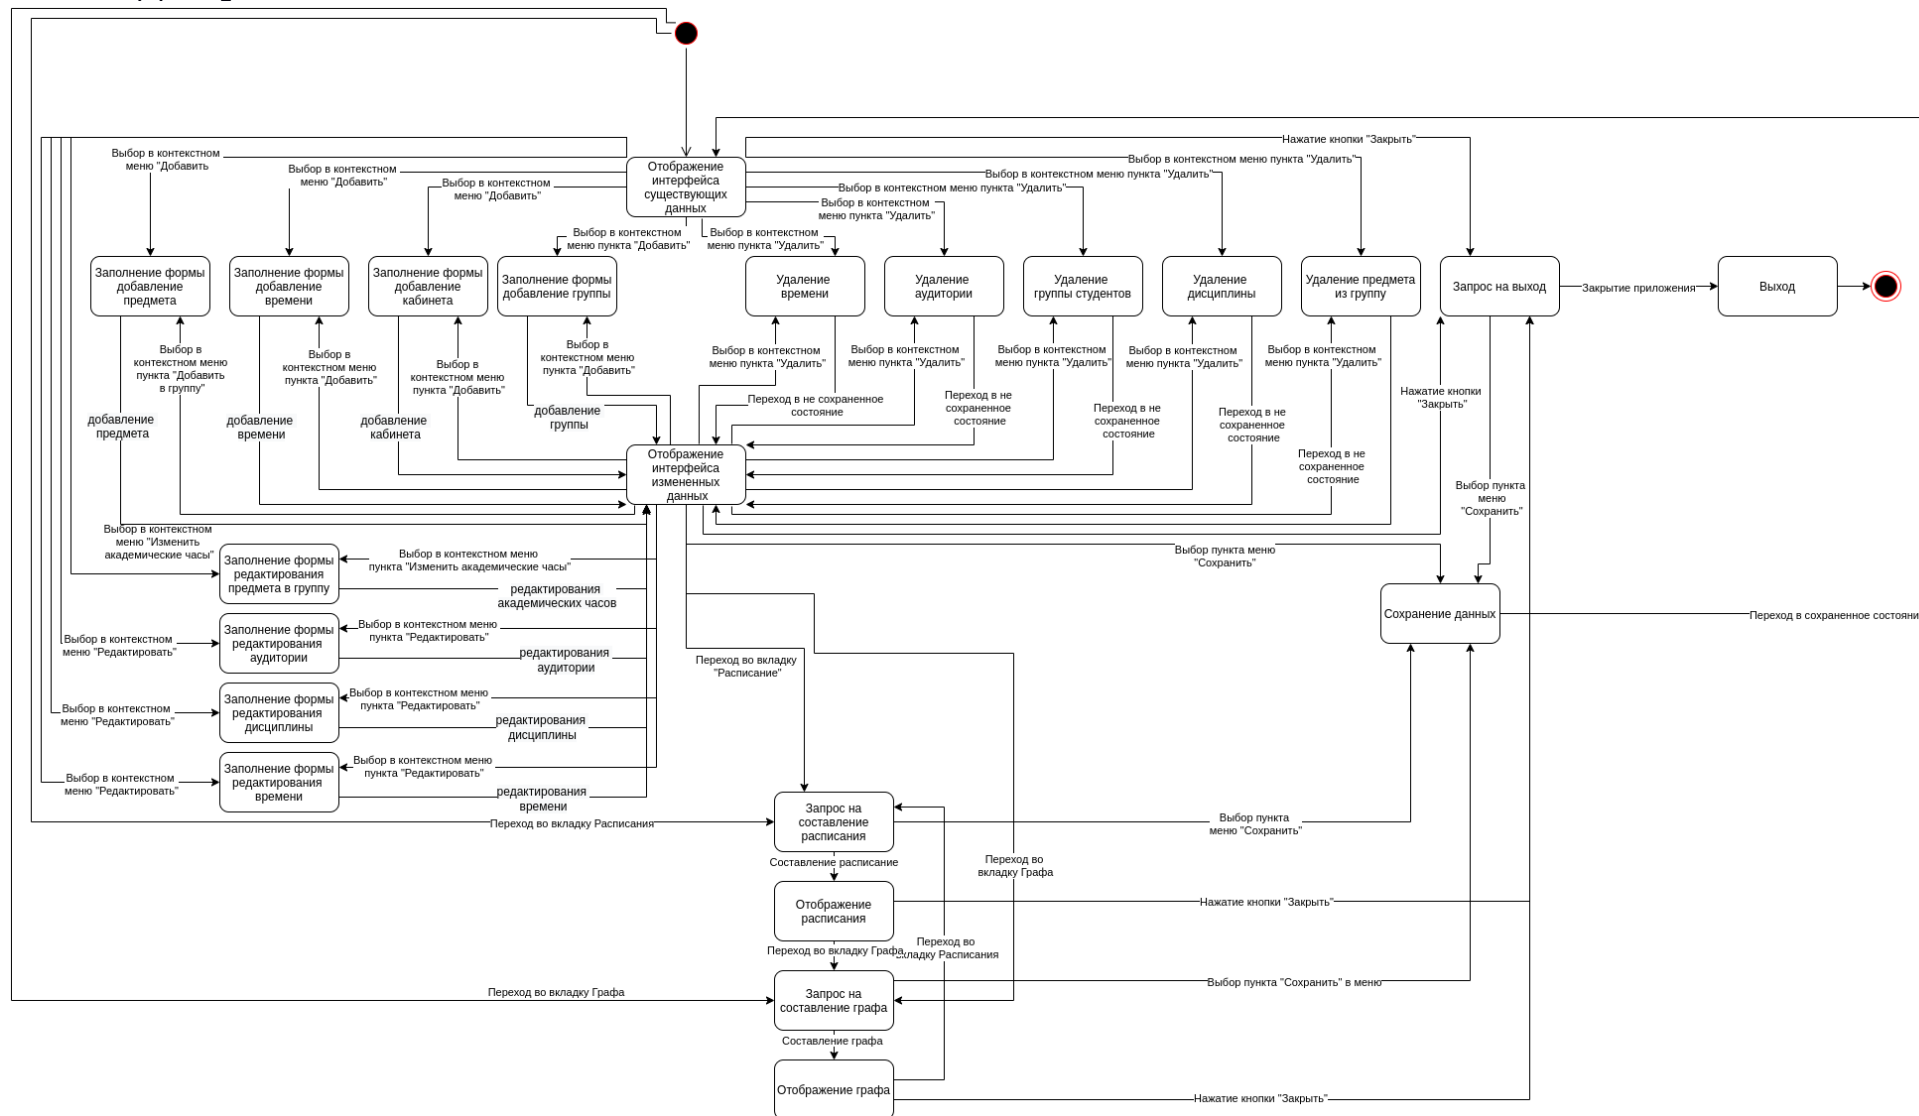 Нажатие кнопки "Закрыть"
Выбор в контекстном
меню "Добавить
Выбор в контекстном
меню "Добавить"
Выбор в контекстном
меню "Добавить"
Отображение
интерфейса
существующих
данных
Выбор в контекстном меню пункта "Удалить"
Выбор в контекстном меню пункта "Удалить"
Выбор в контекстном меню пункта "Удалить"
Выбор в контекстном
меню пункта "Удалить"
Выбор в контекстном
меню пункта "Добавить"
Выбор в контекстном
меню пункта "Удалить"
Заполнение формы
добавление
предмета
Заполнение формы
добавление
времени
Заполнение формы
добавление
кабинета
Заполнение формы
добавление группы
Удаление
времени
Удаление
аудитории
Удаление
группы студентов
Удаление
дисциплины
Удаление предмета
из группу
Запрос на выход
Закрытие приложения
Выход
Выбор в
контекстном меню
пункта "Добавить
в группу"
Выбор в
контекстном меню
пункта "Добавить"
Выбор в
контекстном меню
пункта "Добавить"
Выбор в
контекстном меню
пункта "Добавить"
Выбор в контекстном
меню пункта "Удалить"
Выбор в контекстном
меню пункта "Удалить"
Выбор в контекстном
меню пункта "Удалить"
Выбор в контекстном
меню пункта "Удалить"
Выбор в контекстном
меню пункта "Удалить"
Нажатие кнопки
"Закрыть"
добавление
предмета
добавление
времени
добавление
кабинета
добавление
группы
Переход в не сохраненное
состояние
Переход в не
сохраненное
состояние
Переход в не
сохраненное
состояние
Переход в не
сохраненное
состояние
Переход в не
сохраненное
состояние
Отображение
интерфейса
измененных
данных
Выбор пункта
меню
"Сохранить"
Выбор в контекстном
меню "Изменить
академические часы"
Заполнение формы
редактирования
предмета в группу
Выбор в контекстном меню
пункта "Изменить академические часы"
редактирования
академических часов
Выбор пункта меню
"Сохранить"
Сохранение данных
Переход в сохраненное состояни
Выбор в контекстном
меню "Редактировать"
Заполнение формы
редактирования
аудитории
Выбор в контекстном меню
пункта "Редактировать"
редактирования
аудитории
Переход во вкладку
"Расписание"
Выбор в контекстном
меню "Редактировать"
Заполнение формы
редактирования
дисциплины
Выбор в контекстном меню
пункта "Редактировать"
редактирования
дисциплины
Выбор в контекстном
меню "Редактировать"
Заполнение формы
редактирования
времени
Выбор в контекстном меню
пункта "Редактировать"
редактирования
времени
Переход во вкладку Расписания
Запрос на
составление
расписания
Выбор пункта
меню "Сохранить"
Составление расписание
Переход во
вкладку Графа
Отображение
расписания
Нажатие кнопки "Закрыть"
Переход во вкладку Графа
Переход во
вкладку Расписания
Переход во вкладку Графа
Запрос на
составление графа
Выбор пункта "Сохранить" в меню
Составление графа
Отображение графа
Нажатие кнопки "Закрыть"